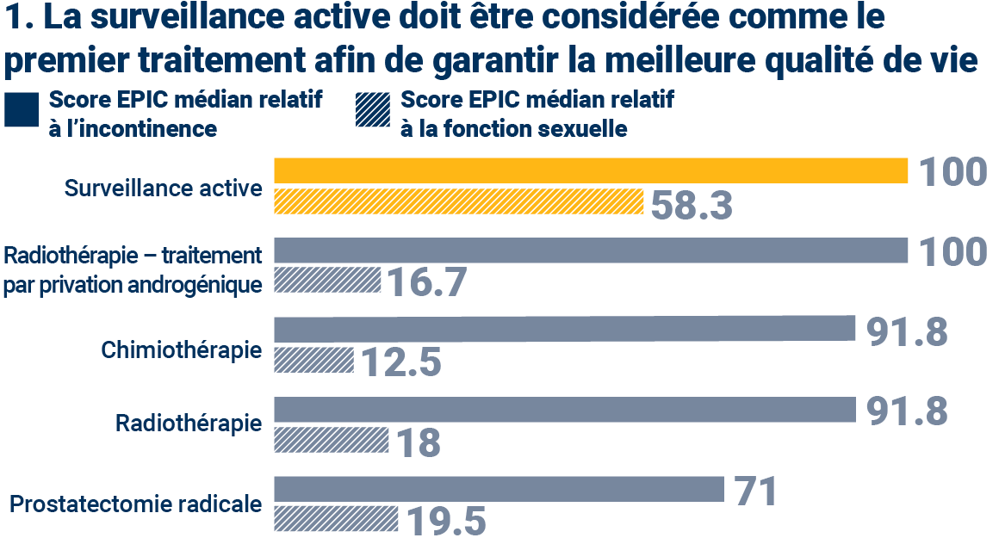 1. La surveillance active doit être considérée comme le
premier traitement afin de garantir la meilleure qualité de vie
Score EPIC médian relatif
à l’incontinence
Score EPIC médian relatif
à la fonction sexuelle
Surveillance active
100
58.3
Radiothérapie – traitement
par privation androgénique
100
16.7
Chimiothérapie
91.8
12.5
Radiothérapie
91.8
18
Prostatectomie radicale
71
19.5